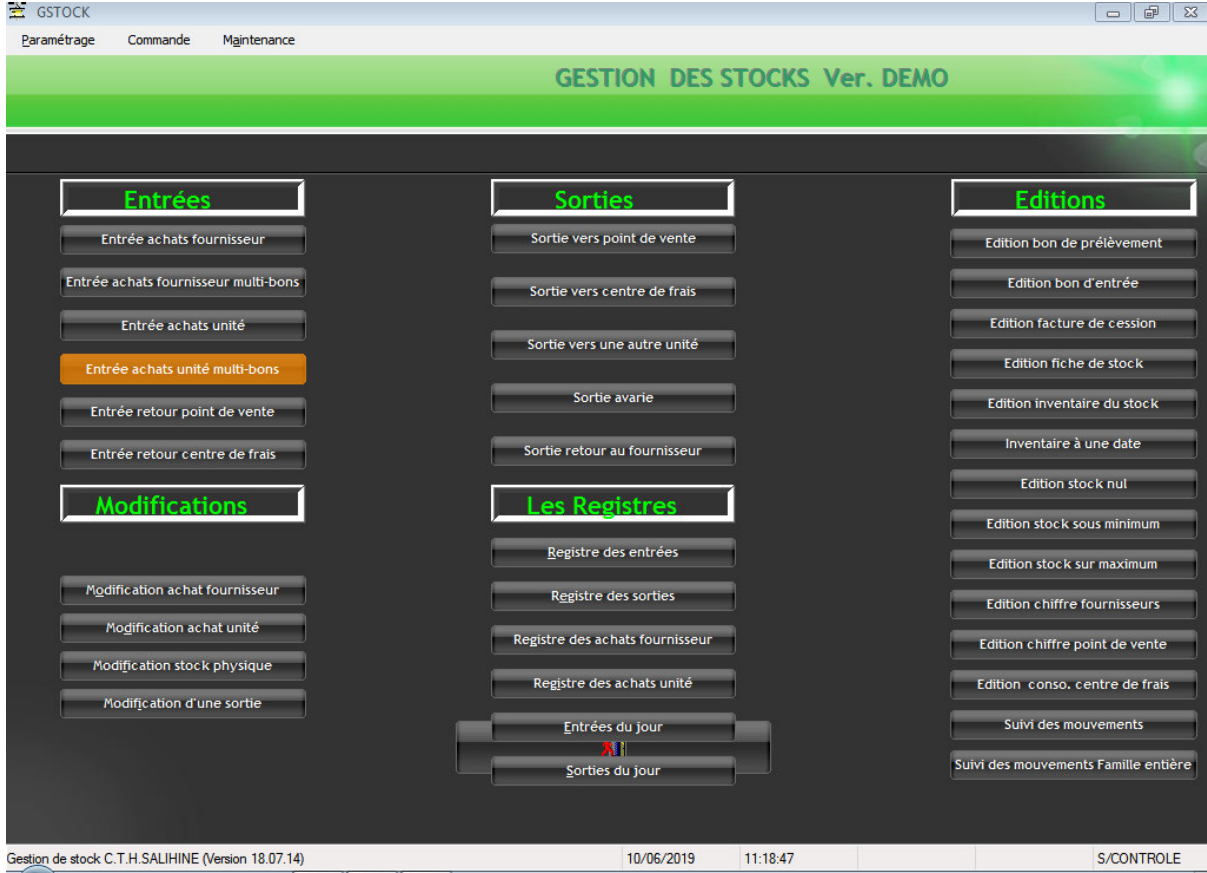 GSTOCK
Paramétrage Commande Maintenance
GESTION DES STOCKS Ver. DEMO
Entrées
Entrée achats fournisseur
Entrée achats fournisseur multi-bons
Entrée achats unité
Entrée achats unité multi-bons
Entrée retour point de vente
Entrée retour centre de frais
Modifications
Modification achat fournisseur
Modification achat unité
Modification stock physique
Modification d'une sortie
Sorties
Sortie vers point de vente
Sortie vers centre de frais
Sortie vers une autre unité
Sortie avarie
Sortie retour au fournisseur
Les Registres
Registre des entrées
Registre des sorties
Registre des achats fournisseur
Registre des achats unité
Entrées du jour
Sorties du jour
Editions
Edition bon de prélèvement
Edition bon d'entrée
Edition facture de cession
Edition fiche de stock
Edition inventaire du stock
Inventaire à une date
Edition stock nul
Edition stock sous minimum
Edition stock sur maximum
Edition chiffre fournisseurs
Edition chiffre point de vente
Edition conso. centre de frais
Suivi des mouvements
Suivi des mouvements Famille entière
Gestion de stock C.T.H.SALIHINE (Version 18.07.14) 10/06/2019 11:18:47 S/CONTROLE